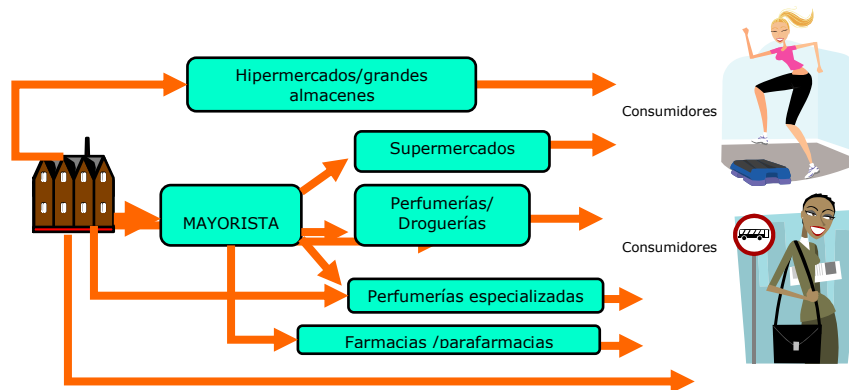 Hipermercados/grandes
almacenes
Consumidores
Supermercados
MAYORISTA
Perfumerías/
Droguerías
Consumidores
Perfumerías especializadas
Farmacias /parafarmacias